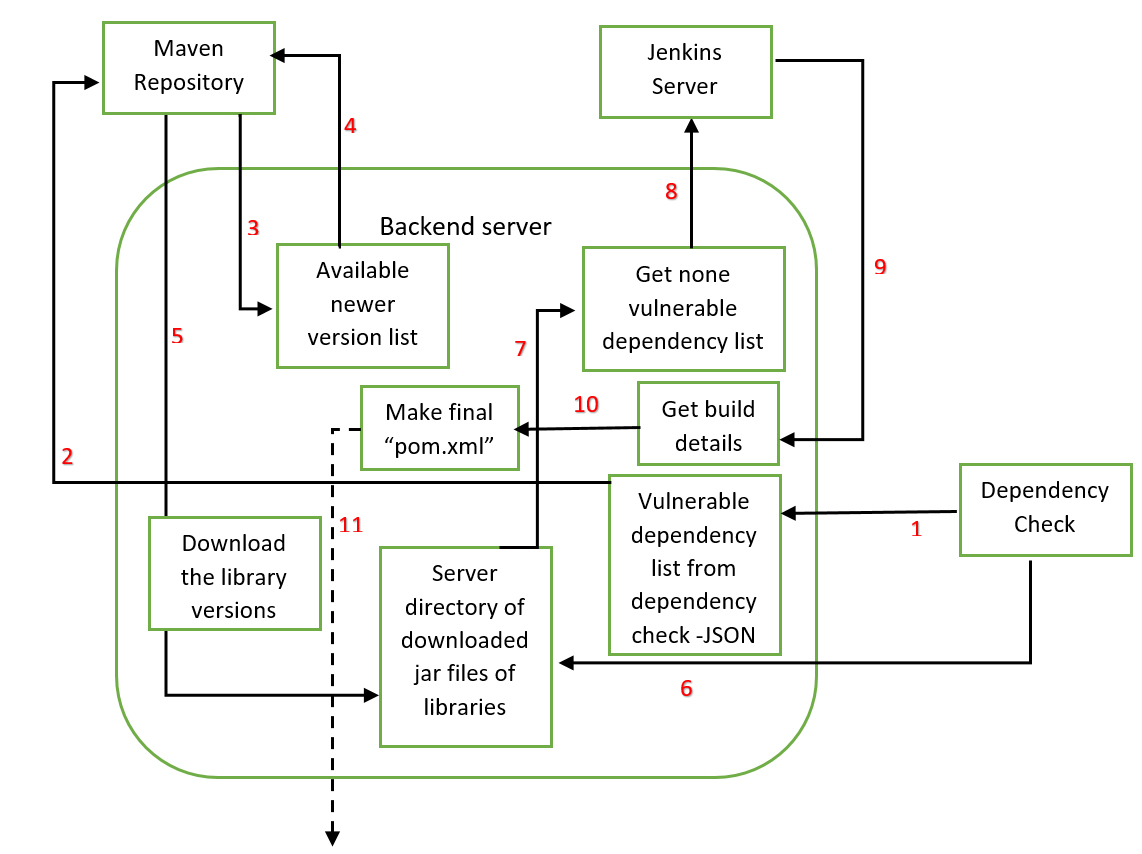 Maven
Repository
Jenkins
Server
4
8
3
Backend server
9
Available
newer
version list
Get none
vulnerable
dependency list
5
7
Make final
“pom.xml”
10
Get build
details
2
Vulnerable
dependency
list from
dependency
check -JSON
Dependency
Check
1
11
Download
the library
versions
Server
directory of
downloaded
jar files of
libraries
6